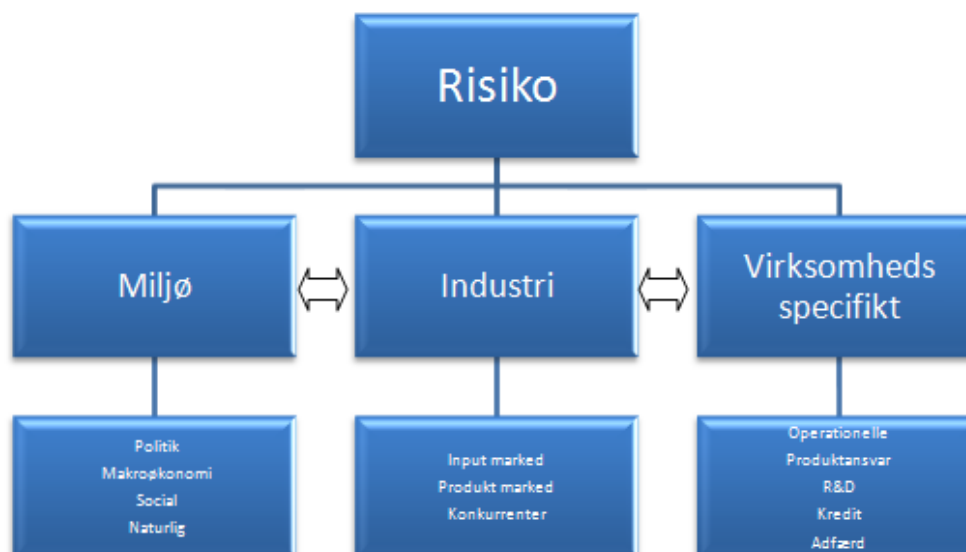 Risiko
Miljø
Industri
Virksomheds
specifikt
Politik
Makroøkonomi
Social
Naturlig
Input marked
Produkt marked
Konkurrenter
Operationelle
Produktansvar
R&D
Kredit
Adfærd